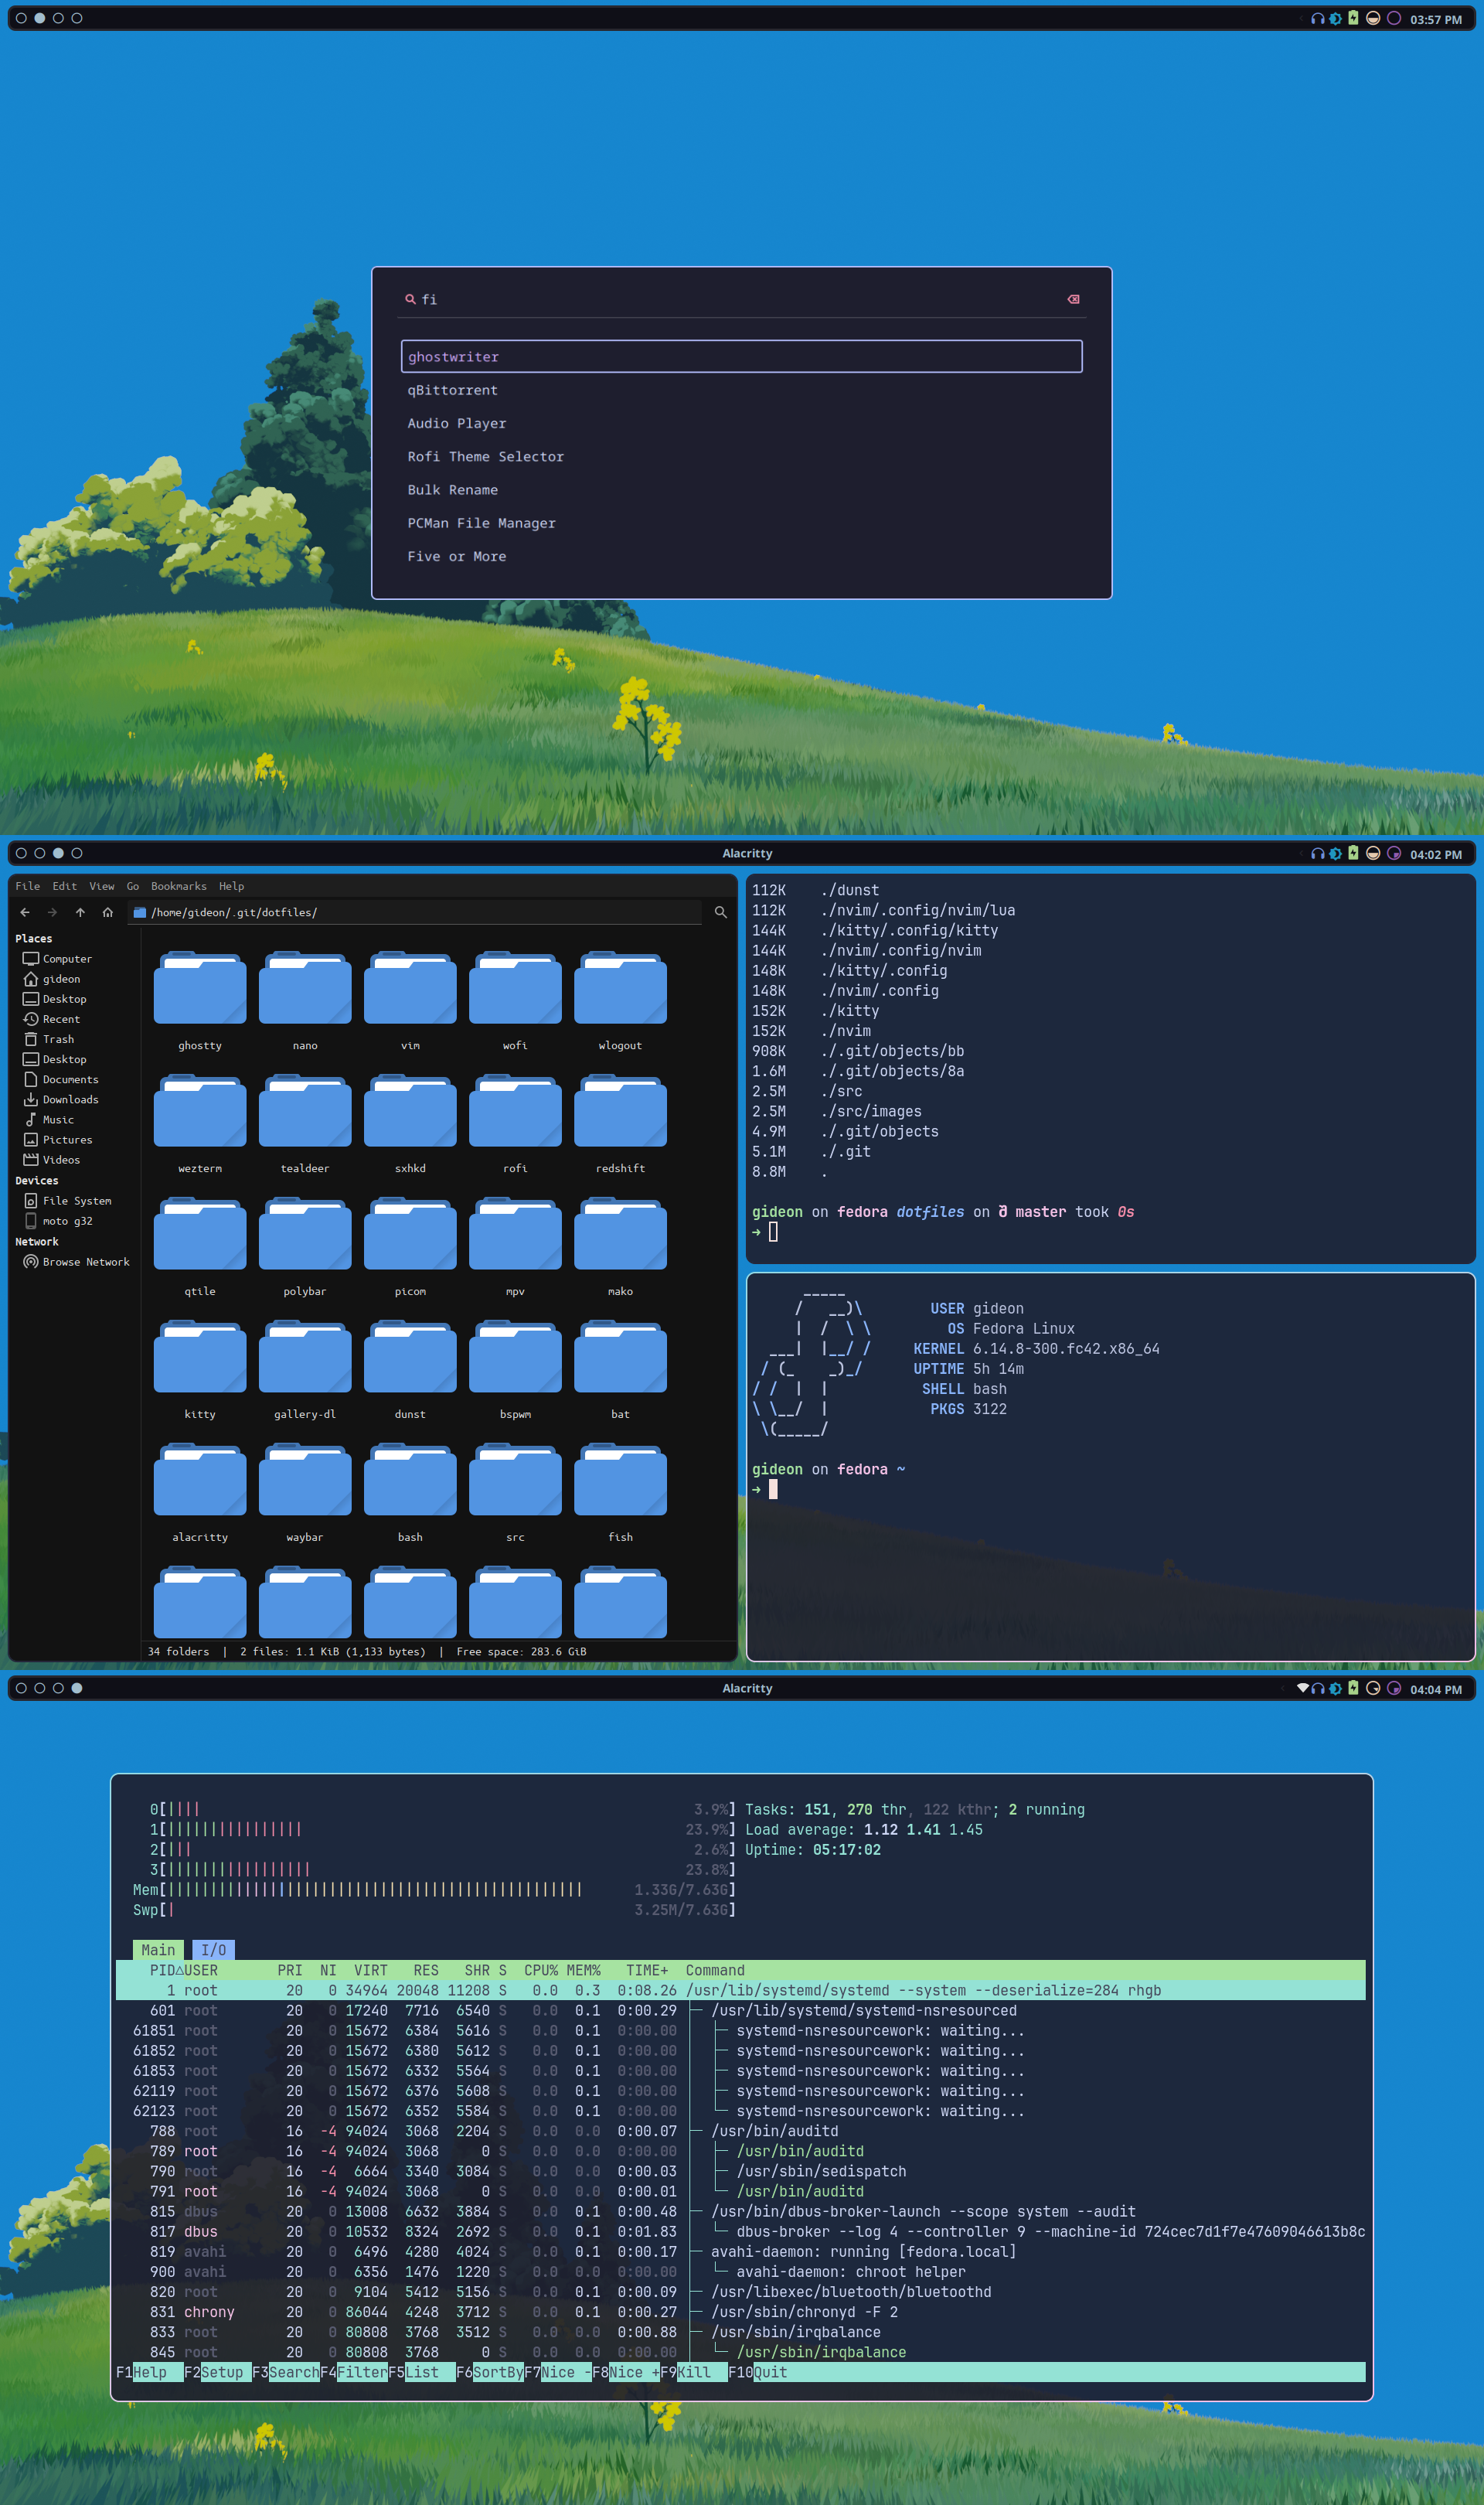 03:57 PM
fi
ghostwriter
qBittorrent
Audio Player
Rofi Theme Selector
Bulk Rename
PCMan File Manager
Five or More
Alacritty
04:02 PM
File Edit View Go Bookmarks Help
/home/gideon/.git/dotfiles/
Places
Computer
gideon
Desktop
Recent
Trash
Desktop
Documents
Downloads
Music
Pictures
Videos
Devices
File System
moto g32
Network
Browse Network
ghostty nano vim wofi wlogout
wezterm tealdeer sxhkd rofi redshift
qtile polybar picom mpv mako
kitty gallery-dl dunst bspwm bat
alacritty waybar bash src fish
34 folders | 2 files: 1.1 KiB (1,133 bytes) | Free space: 283.6 GiB
112K ./dunst
112K ./nvim/.config/nvim/lua
144K ./kitty/.config/kitty
144K ./nvim/.config/nvim
148K ./kitty/.config
148K ./nvim/.config
152K ./kitty
152K ./nvim
908K ./.git/objects/bb
1.6M ./.git/objects/8a
2.5M ./src
2.5M ./src/images
4.9M ./.git/objects
5.1M ./.git
8.8M .
gideon on fedora dotfiles on master took 0s
➜
USER gideon
OS Fedora Linux
KERNEL 6.14.8-300.fc42.x86_64
UPTIME 5h 14m
SHELL bash
PKGS 3122
gideon on fedora ~
➜
Alacritty
04:04 PM
0[|||| 3.9%] Tasks: 151, 270 thr, 122 kthr; 2 running
1[|||||||||||||||| 23.9%] Load average: 1.12 1.41 1.45
2[||| 2.6%] Uptime: 05:17:02
3[||||||||||||||||| 23.8%]
Mem[||||||||||||||||||||||||||||||||||||||||||||||||| 1.33G/7.63G]
Swp[| 3.25M/7.63G]
Main I/O
PID△USER PRI NI VIRT RES SHR S CPU% MEM% TIME+ Command
1 root 20 0 34964 20048 11208 S 0.0 0.3 0:08.26 /usr/lib/systemd/systemd --system --deserialize=284 rhgb
601 root 20 0 17240 7716 6540 S 0.0 0.1 0:00.29 ├─ /usr/lib/systemd/systemd-nsresourced
61851 root 20 0 15672 6384 5616 S 0.0 0.1 0:00.00 │ ├─ systemd-nsresourcework: waiting...
61852 root 20 0 15672 6380 5612 S 0.0 0.1 0:00.00 │ ├─ systemd-nsresourcework: waiting...
61853 root 20 0 15672 6332 5564 S 0.0 0.1 0:00.00 │ ├─ systemd-nsresourcework: waiting...
62119 root 20 0 15672 6376 5608 S 0.0 0.1 0:00.00 │ ├─ systemd-nsresourcework: waiting...
62123 root 20 0 15672 6352 5584 S 0.0 0.1 0:00.00 │ └─ systemd-nsresourcework: waiting...
788 root 16 -4 94024 3068 2204 S 0.0 0.0 0:00.07 ├─ /usr/bin/auditd
789 root 16 -4 94024 3068 0 S 0.0 0.0 0:00.00 │ ├─ /usr/bin/auditd
790 root 16 -4 6664 3340 3084 S 0.0 0.0 0:00.03 │ ├─ /usr/sbin/sedispatch
791 root 16 -4 94024 3068 0 S 0.0 0.0 0:00.01 │ └─ /usr/bin/auditd
815 dbus 20 0 13008 6632 3884 S 0.0 0.1 0:00.48 ├─ /usr/bin/dbus-broker-launch --scope system --audit
817 dbus 20 0 10532 8324 2692 S 0.0 0.1 0:01.83 │ └─ dbus-broker --log 4 --controller 9 --machine-id 724cec7d1f7e47609046613b8c
819 avahi 20 0 6496 4280 4024 S 0.0 0.1 0:00.17 ├─ avahi-daemon: running [fedora.local]
900 avahi 20 0 6356 1476 1220 S 0.0 0.0 0:00.00 │ └─ avahi-daemon: chroot helper
820 root 20 0 9104 5412 5156 S 0.0 0.1 0:00.09 ├─ /usr/libexec/bluetooth/bluetoothd
831 chrony 20 0 86044 4248 3712 S 0.0 0.1 0:00.27 ├─ /usr/sbin/chronyd -F 2
833 root 20 0 80808 3768 3512 S 0.0 0.0 0:00.88 ├─ /usr/sbin/irqbalance
845 root 20 0 80808 3768 0 S 0.0 0.0 0:00.00 │ └─ /usr/sbin/irqbalance
F1Help F2Setup F3SearchF4FilterF5List F6SortByF7Nice -F8Nice +F9Kill F10Quit